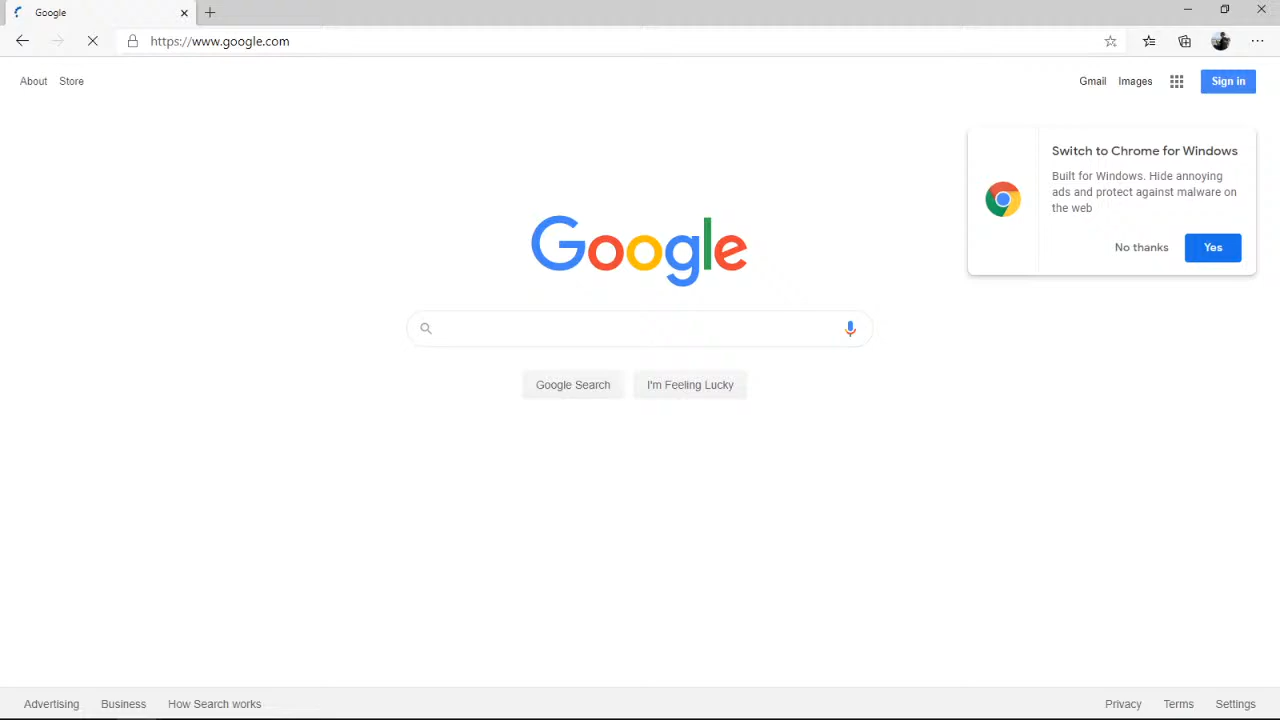 Google
https://www.google.com
About Store
Gmail Images Sign in
Switch to Chrome for Windows
Built for Windows. Hide annoying
ads and protect against malware on
the web
No thanks Yes
Google
Google Search I'm Feeling Lucky
Advertising Business How Search works
Privacy Terms Settings